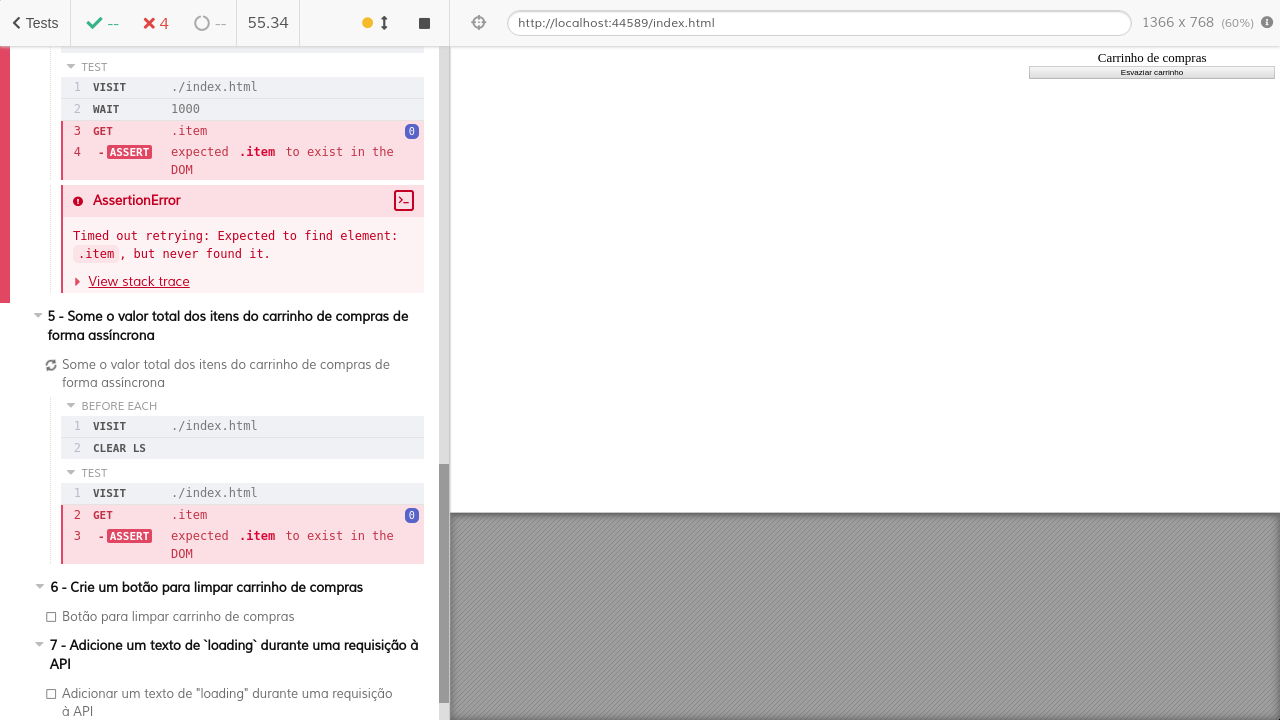 Tests
--
4
--
55.34
http://localhost:44589/index.html
1366 x 768 (60%)
TEST
1 VISIT ./index.html
2 WAIT 1000
3 GET .item 0
4 - ASSERT expected .item to exist in the
DOM
AssertionError
Timed out retrying: Expected to find element:
.item, but never found it.
View stack trace
5 - Some o valor total dos itens do carrinho de compras de
forma assíncrona
Some o valor total dos itens do carrinho de compras de
forma assíncrona
BEFORE EACH
1 VISIT ./index.html
2 CLEAR LS
TEST
1 VISIT ./index.html
2 GET .item 0
3 - ASSERT expected .item to exist in the
DOM
6 - Crie um botão para limpar carrinho de compras
Botão para limpar carrinho de compras
7 - Adicione um texto de `loading` durante uma requisição à
API
Adicionar um texto de "loading" durante uma requisição
à API
Carrinho de compras
Esvaziar carrinho